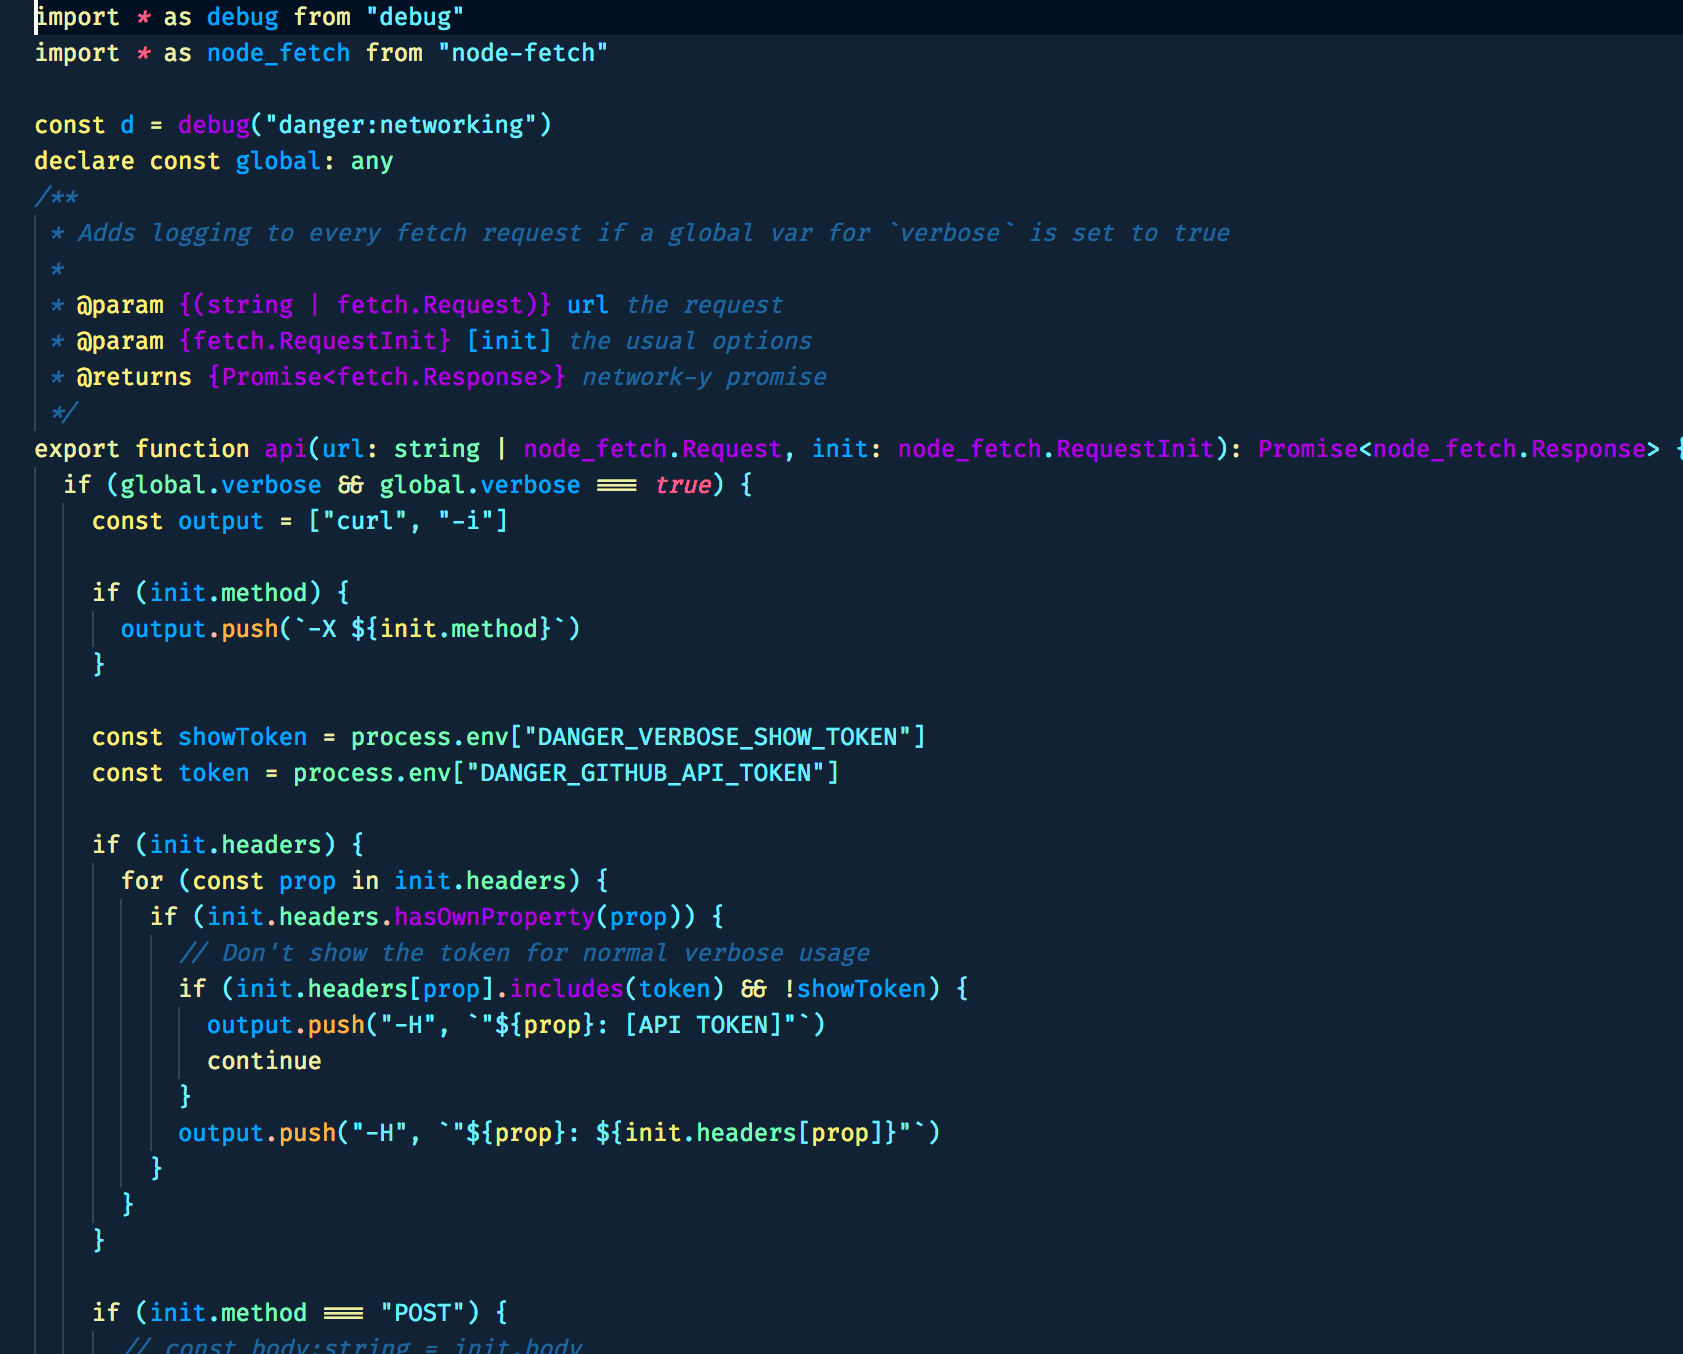 import * as debug from "debug"
import * as node_fetch from "node-fetch"

const d = debug("danger:networking")
declare const global: any
/**
 * Adds logging to every fetch request if a global var for `verbose` is set to true
 *
 * @param {(string | fetch.Request)} url the request
 * @param {fetch.RequestInit} [init] the usual options
 * @returns {Promise<fetch.Response>} network-y promise
 */
export function api(url: string | node_fetch.Request, init: node_fetch.RequestInit): Promise<node_fetch.Response> {
  if (global.verbose && global.verbose === true) {
    const output = ["curl", "-i"]

    if (init.method) {
      output.push(`-X ${init.method}`)
    }

    const showToken = process.env["DANGER_VERBOSE_SHOW_TOKEN"]
    const token = process.env["DANGER_GITHUB_API_TOKEN"]

    if (init.headers) {
      for (const prop in init.headers) {
        if (init.headers.hasOwnProperty(prop)) {
          // Don't show the token for normal verbose usage
          if (init.headers[prop].includes(token) && !showToken) {
            output.push("-H", `"${prop}: [API TOKEN]"`)
            continue
          }
          output.push("-H", `"${prop}: ${init.headers[prop]}"`)
        }
      }
    }

    if (init.method === "POST") {
      // const body:string = init.body